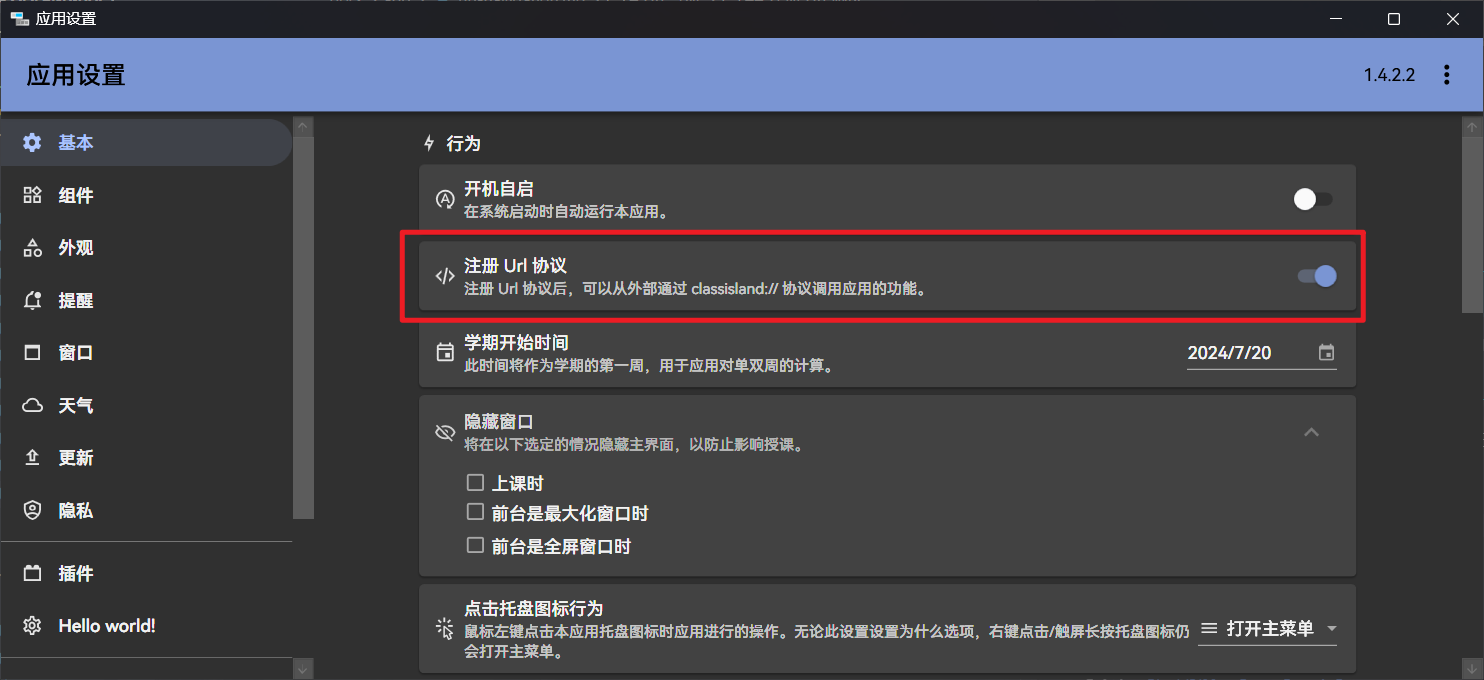 应用设置
应用设置
1.4.2.2
基本
组件
外观
提醒
窗口
天气
更新
隐私
插件
Hello world!
行为
开机自启
在系统启动时自动运行本应用。
注册 Url 协议
注册 Url 协议后，可以从外部通过 classisland:// 协议调用应用的功能。
学期开始时间
此时间将作为学期的第一周，用于应用对单双周的计算。
2024/7/20
隐藏窗口
将在以下选定的情况隐藏主界面，以防止影响授课。
上课时
前台是最大化窗口时
前台是全屏窗口时
点击托盘图标行为
鼠标左键点击本应用托盘图标时应用进行的操作。无论此设置设置为什么选项，右键点击/触屏长按托盘图标仍
会打开主菜单。
打开主菜单